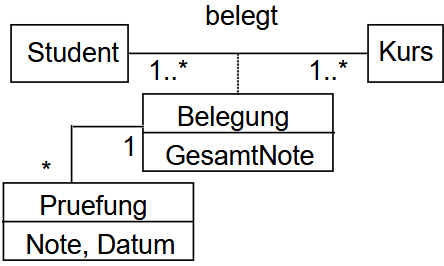 belegt
Student
Kurs
1..*
1..*
Belegung
GesamtNote
1
*
Pruefung
Note, Datum